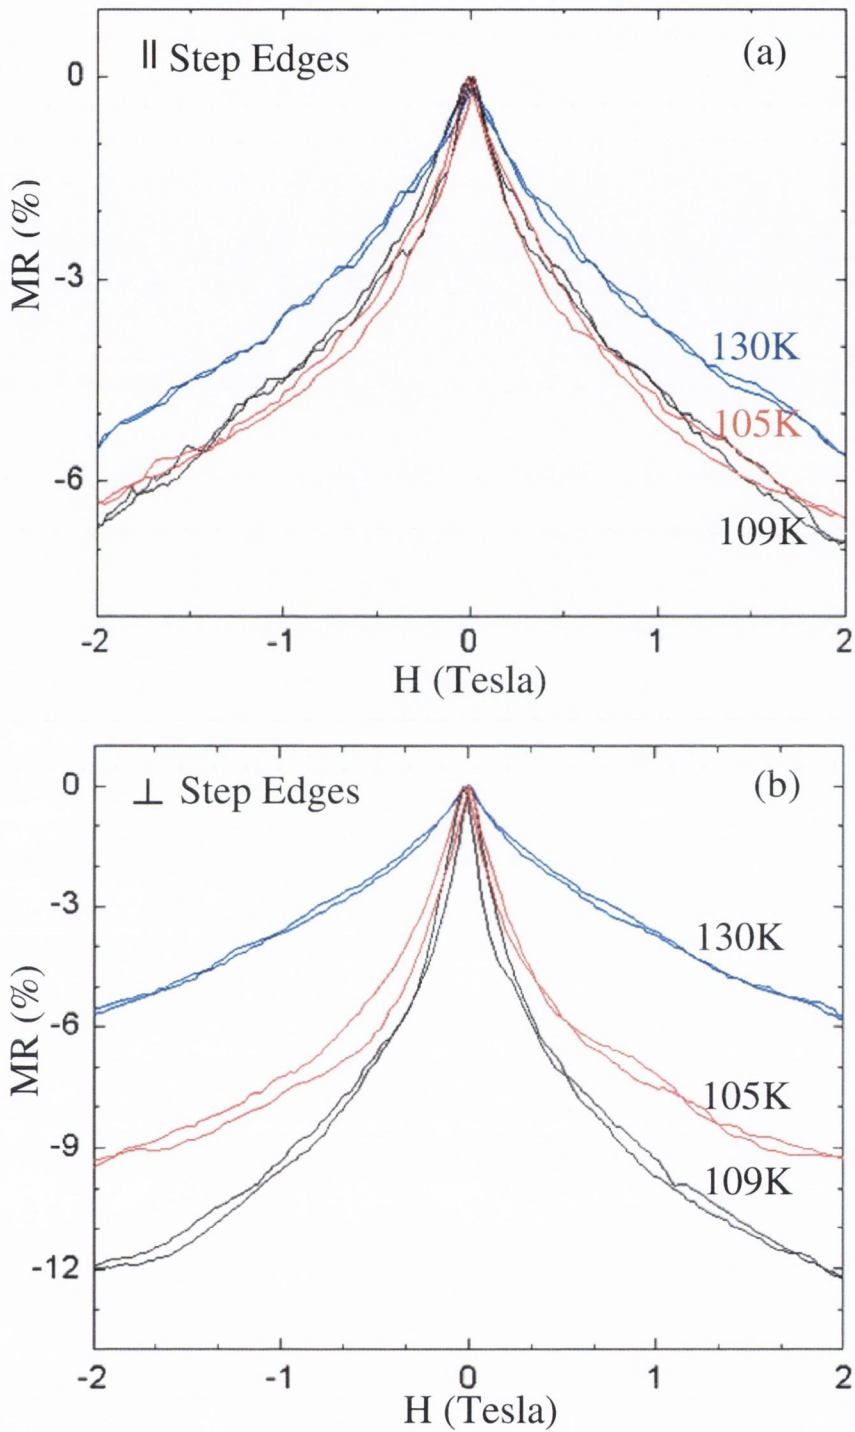 || Step Edges
(a)
0
-3
-6
MR (%)
130K
105K
109K
-2
-1
0
1
2
H (Tesla)
⊥ Step Edges
(b)
0
-3
-6
-9
-12
MR (%)
130K
105K
109K
-2
-1
0
1
2
H (Tesla)